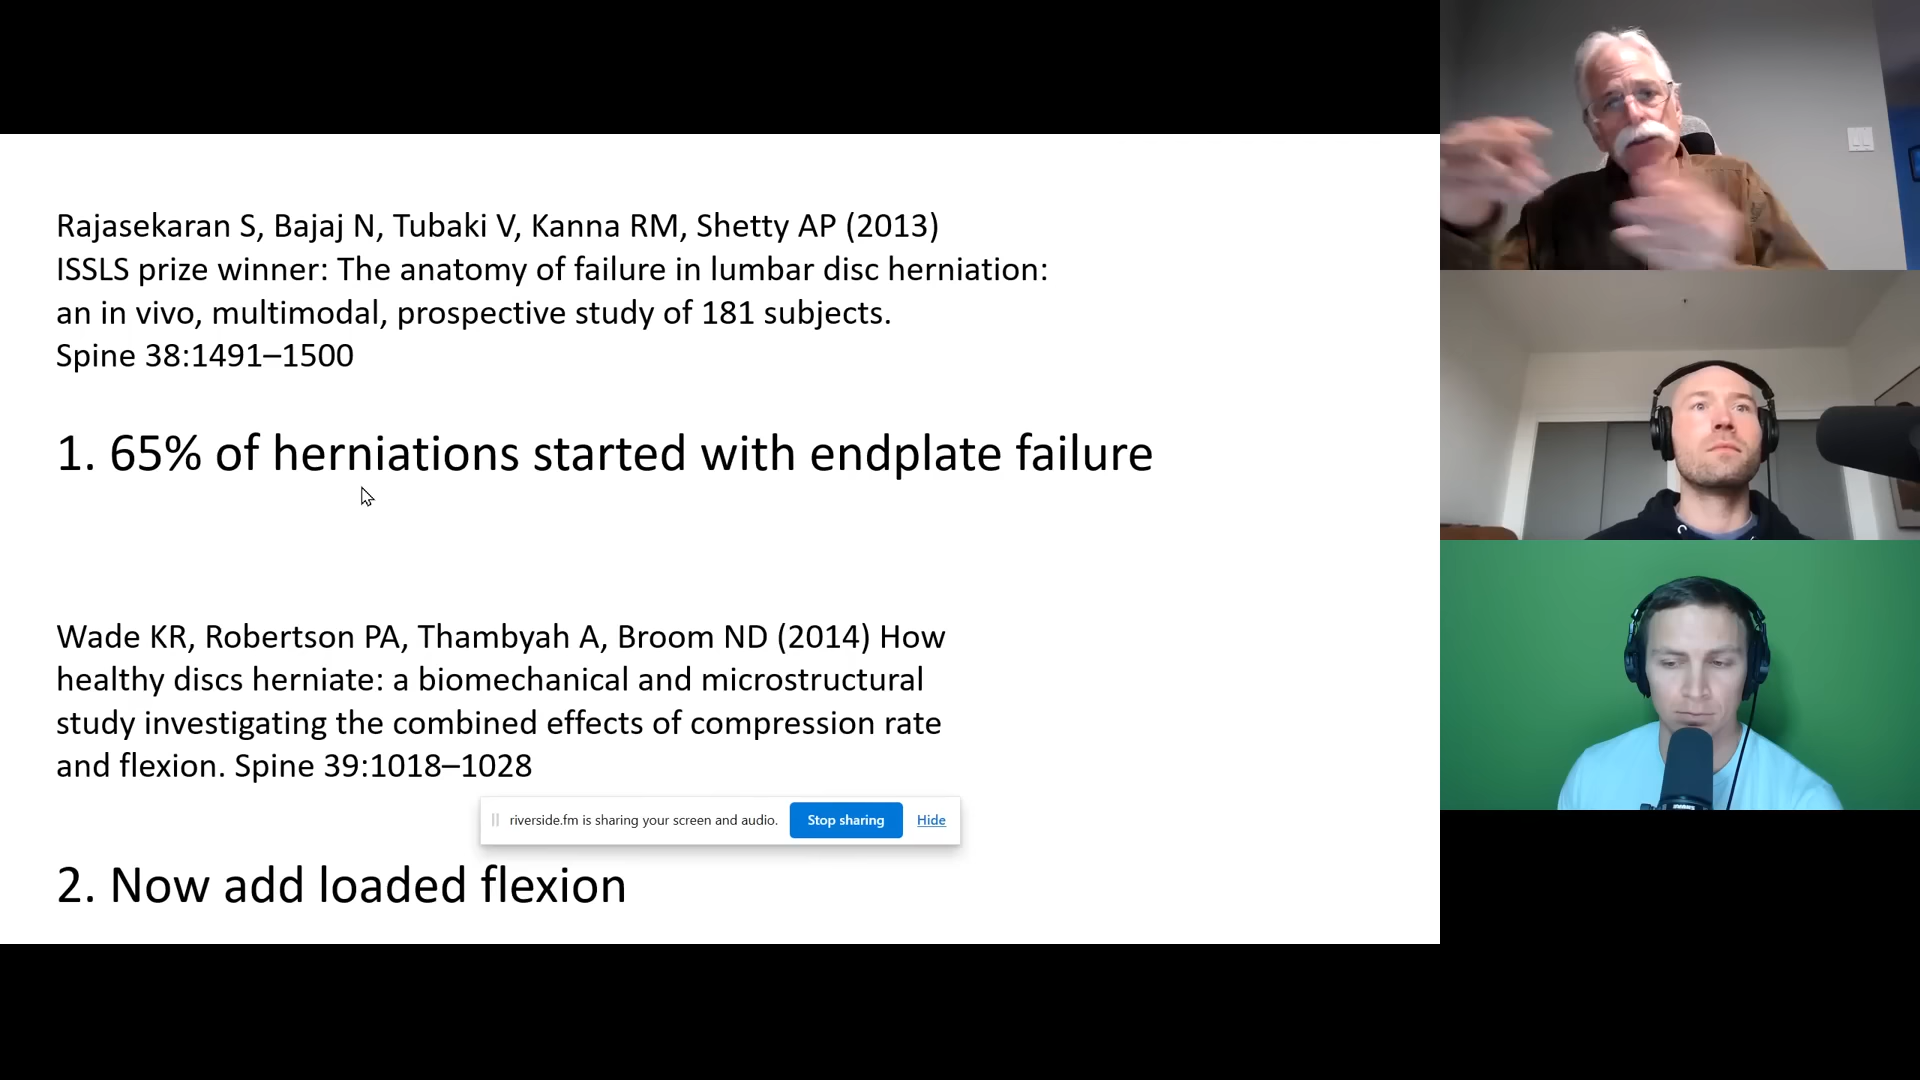 Rajasekaran S, Bajaj N, Tubaki V, Kanna RM, Shetty AP (2013)
ISSLS prize winner: The anatomy of failure in lumbar disc herniation:
an in vivo, multimodal, prospective study of 181 subjects.
Spine 38:1491–1500
1. 65% of herniations started with endplate failure
Wade KR, Robertson PA, Thambyah A, Broom ND (2014) How
healthy discs herniate: a biomechanical and microstructural
study investigating the combined effects of compression rate
and flexion. Spine 39:1018–1028
riverside.fm is sharing your screen and audio. Stop sharing Hide
2. Now add loaded flexion